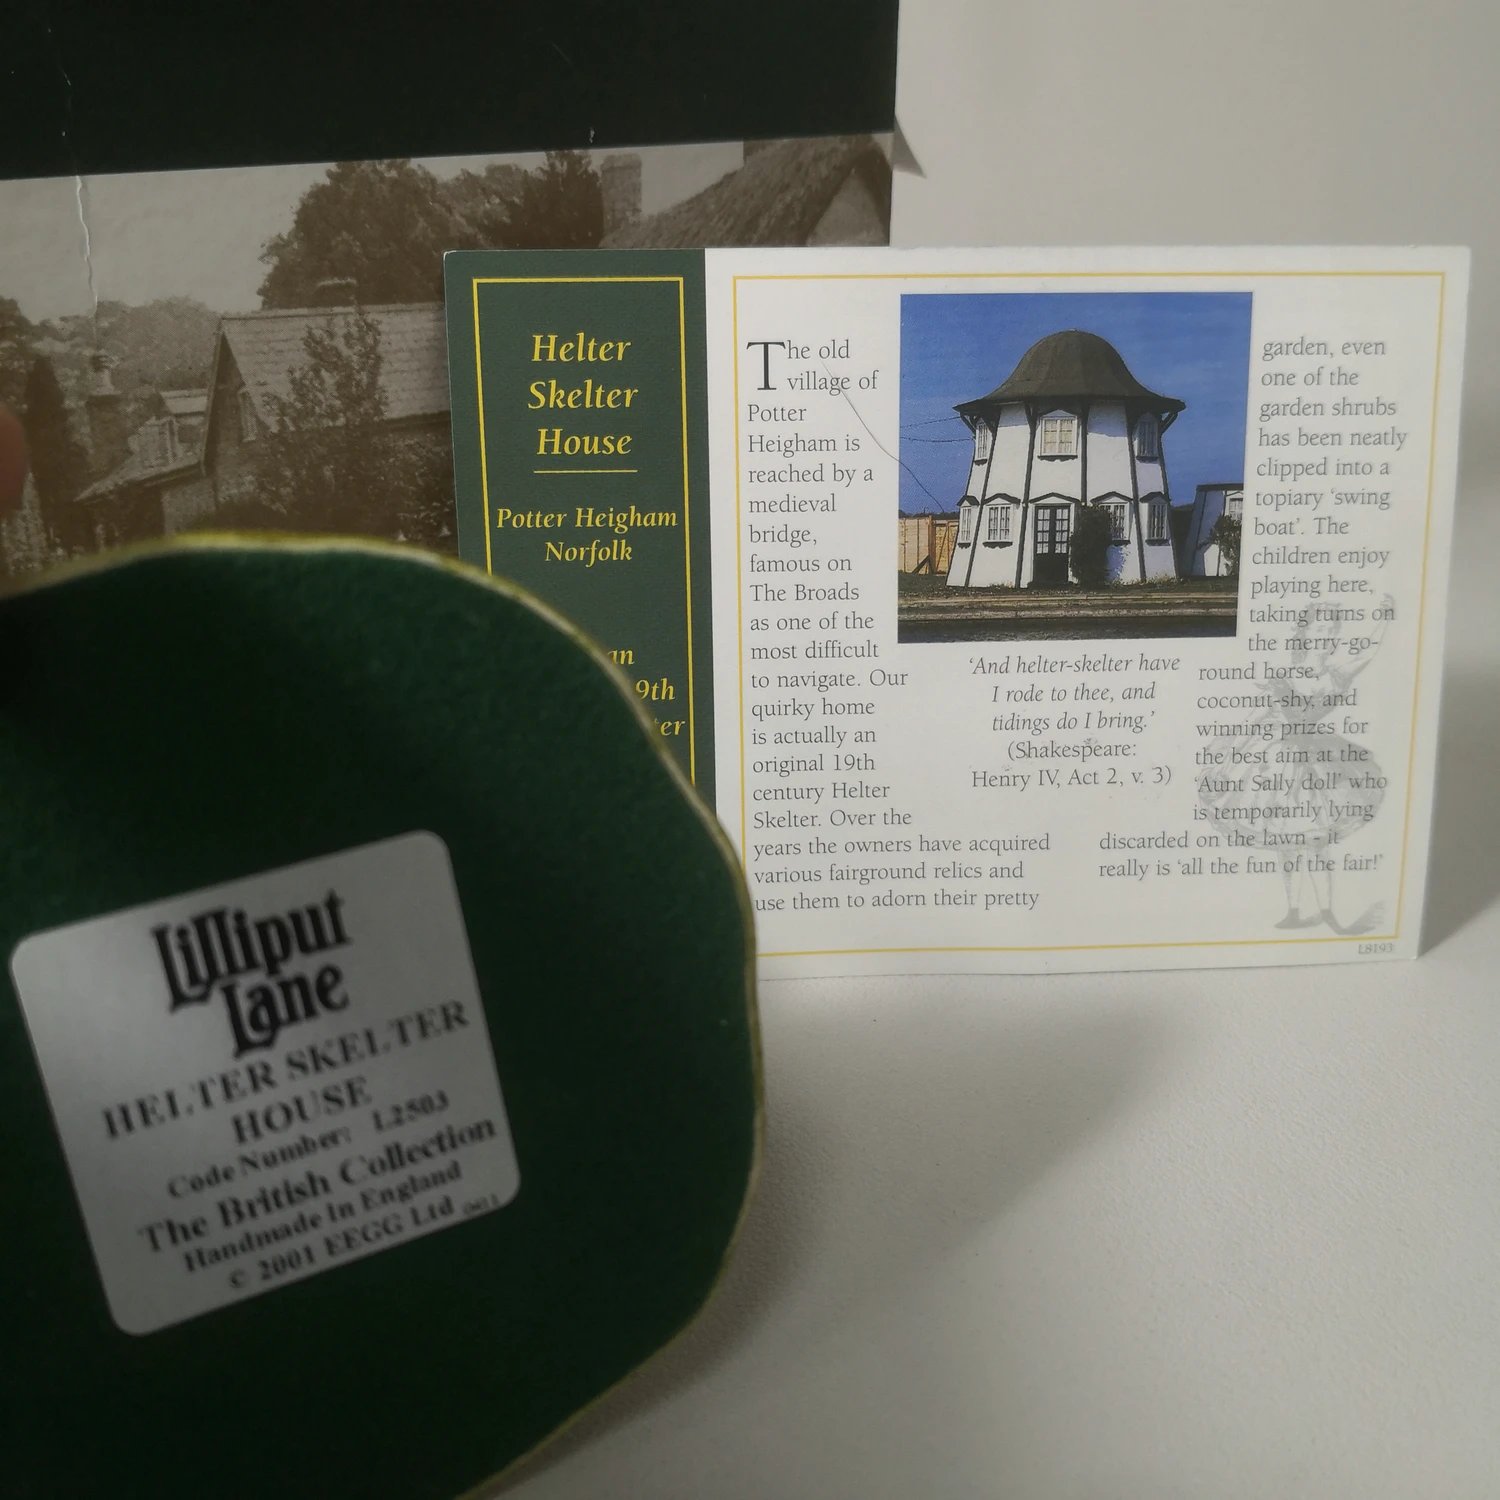 Helter
Skelter
House
Potter Heigham
Norfolk
an
9th
ter
The old
village of
Potter
Heigham is
reached by a
medieval
bridge,
famous on
The Broads
as one of the
most difficult
to navigate. Our
quirky home
is actually an
original 19th
century Helter
Skelter. Over the
years the owners have acquired
various fairground relics and
use them to adorn their pretty
'And helter-skelter have
I rode to thee, and
tidings do I bring.'
(Shakespeare:
Henry IV, Act 2, v. 3)
garden, even
one of the
garden shrubs
has been neatly
clipped into a
topiary 'swing
boat'. The
children enjoy
playing here,
taking turns on
the merry-go-
round horse,
coconut-shy, and
winning prizes for
the best aim at the
'Aunt Sally doll' who
is temporarily lying
discarded on the lawn - it
really is 'all the fun of the fair!'
L8193
Lilliput
Lane
HELTER SKELTER
HOUSE
Code Number: L2503
The British Collection
Handmade In England
© 2001 EEGG Ltd